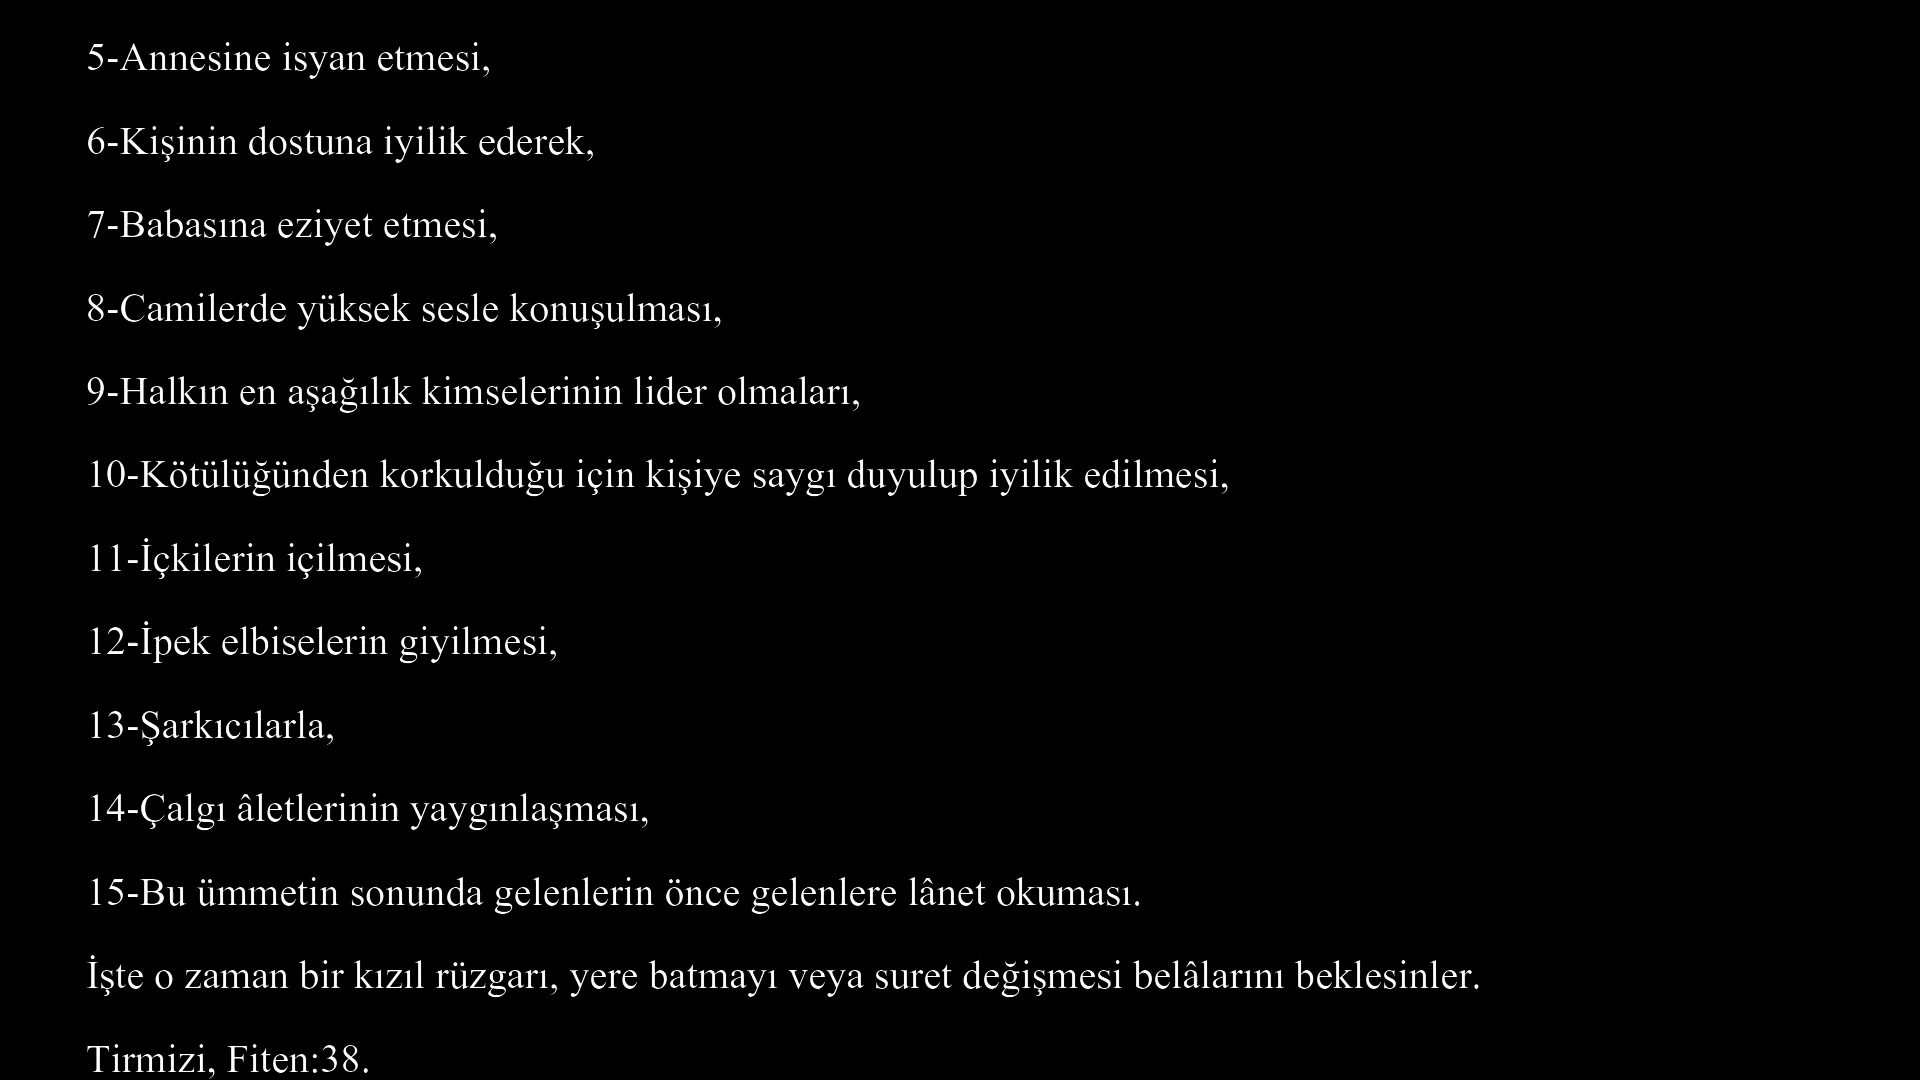 5-Annesine isyan etmesi,
6-Kişinin dostuna iyilik ederek,
7-Babasına eziyet etmesi,
8-Camilerde yüksek sesle konuşulması,
9-Halkın en aşağılık kimselerinin lider olmaları,
10-Kötülüğünden korkulduğu için kişiye saygı duyulup iyilik edilmesi,
11-İçkilerin içilmesi,
12-İpek elbiselerin giyilmesi,
13-Şarkıcılarla,
14-Çalgı âletlerinin yaygınlaşması,
15-Bu ümmetin sonunda gelenlerin önce gelenlere lânet okuması.
İşte o zaman bir kızıl rüzgarı, yere batmayı veya suret değişmesi belâlarını beklesinler.
Tirmizi, Fiten:38.